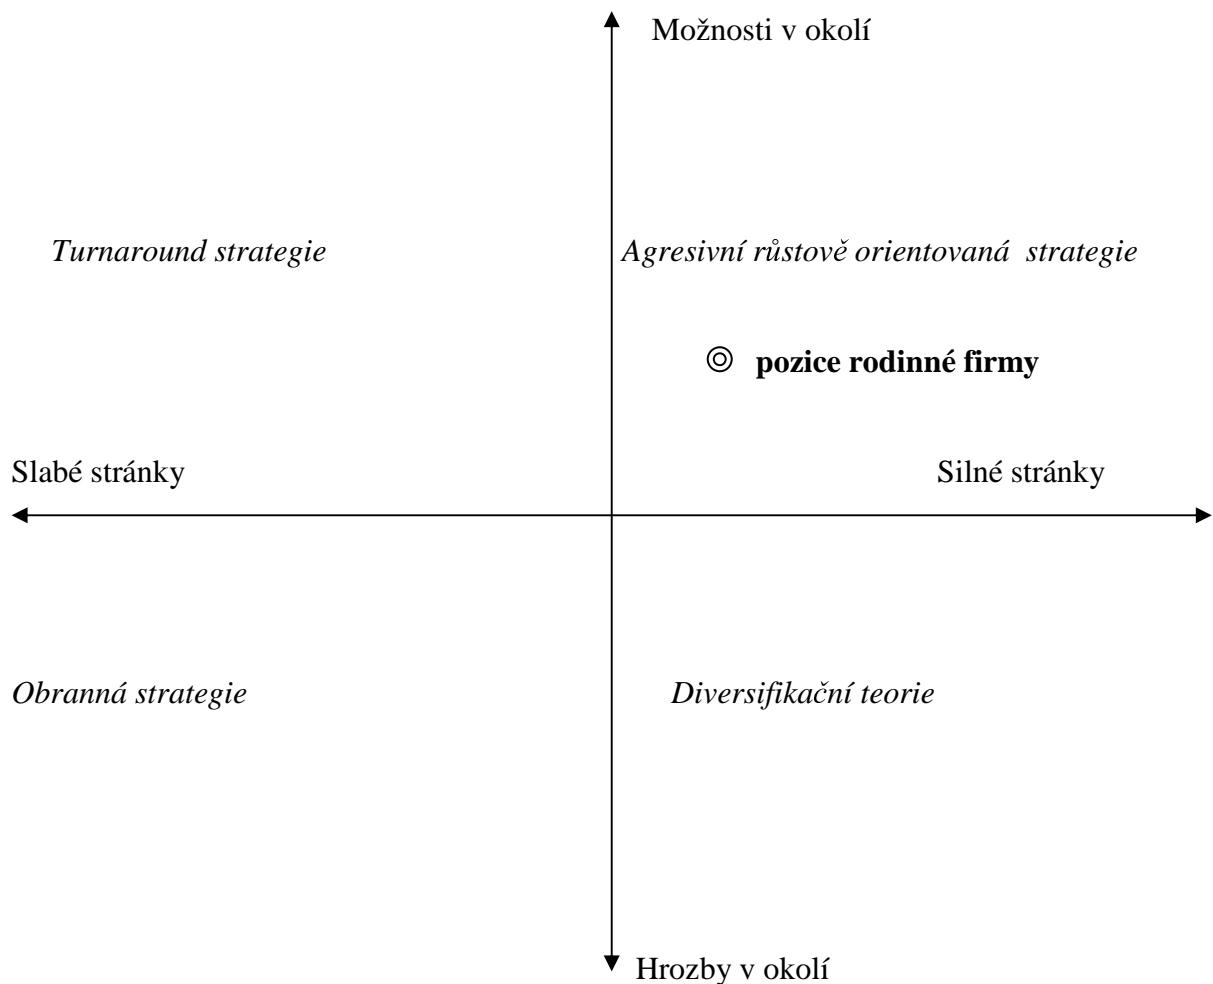 Možnosti v okolí
Turnaround strategie
Agresivní růstově orientovaná strategie
pozice rodinné firmy
Slabé stránky
Silné stránky
Obranná strategie
Diversifikační teorie
Hrozby v okolí